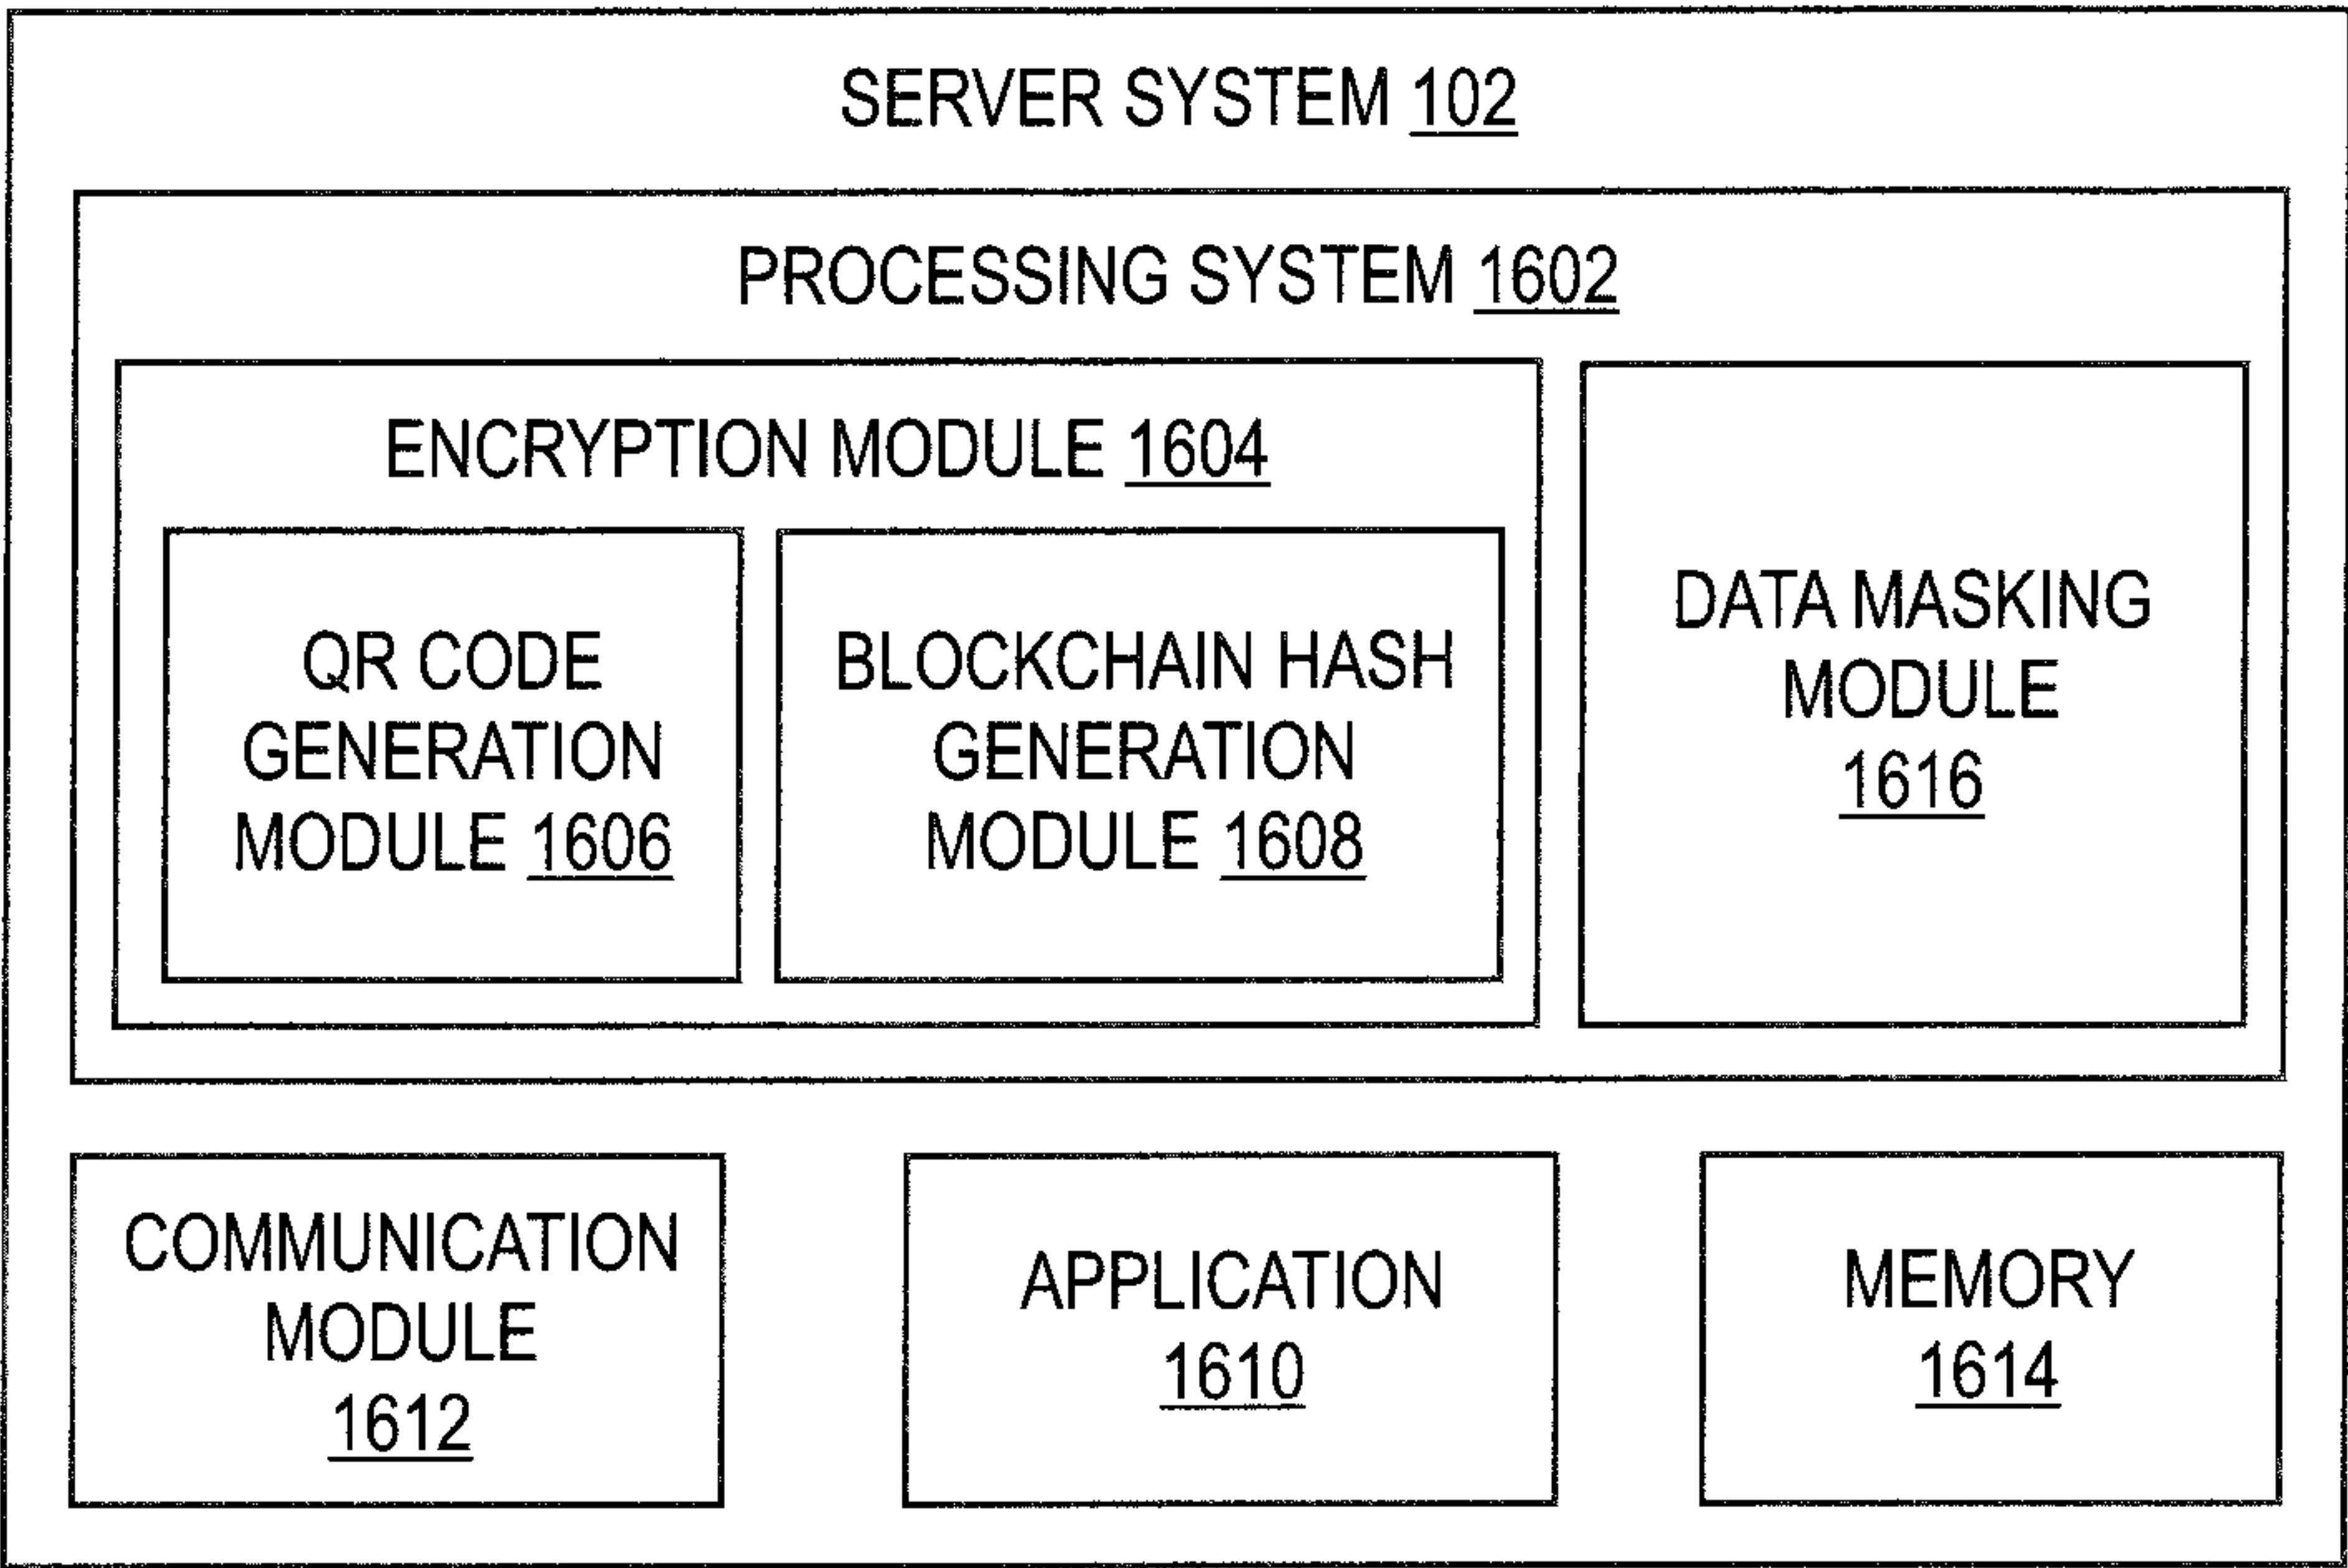 SERVER SYSTEM 102
PROCESSING SYSTEM 1602
ENCRYPTION MODULE 1604
QR CODE
GENERATION
MODULE 1606
BLOCKCHAIN HASH
GENERATION
MODULE 1608
DATA MASKING
MODULE
1616
COMMUNICATION
MODULE
1612
APPLICATION
1610
MEMORY
1614